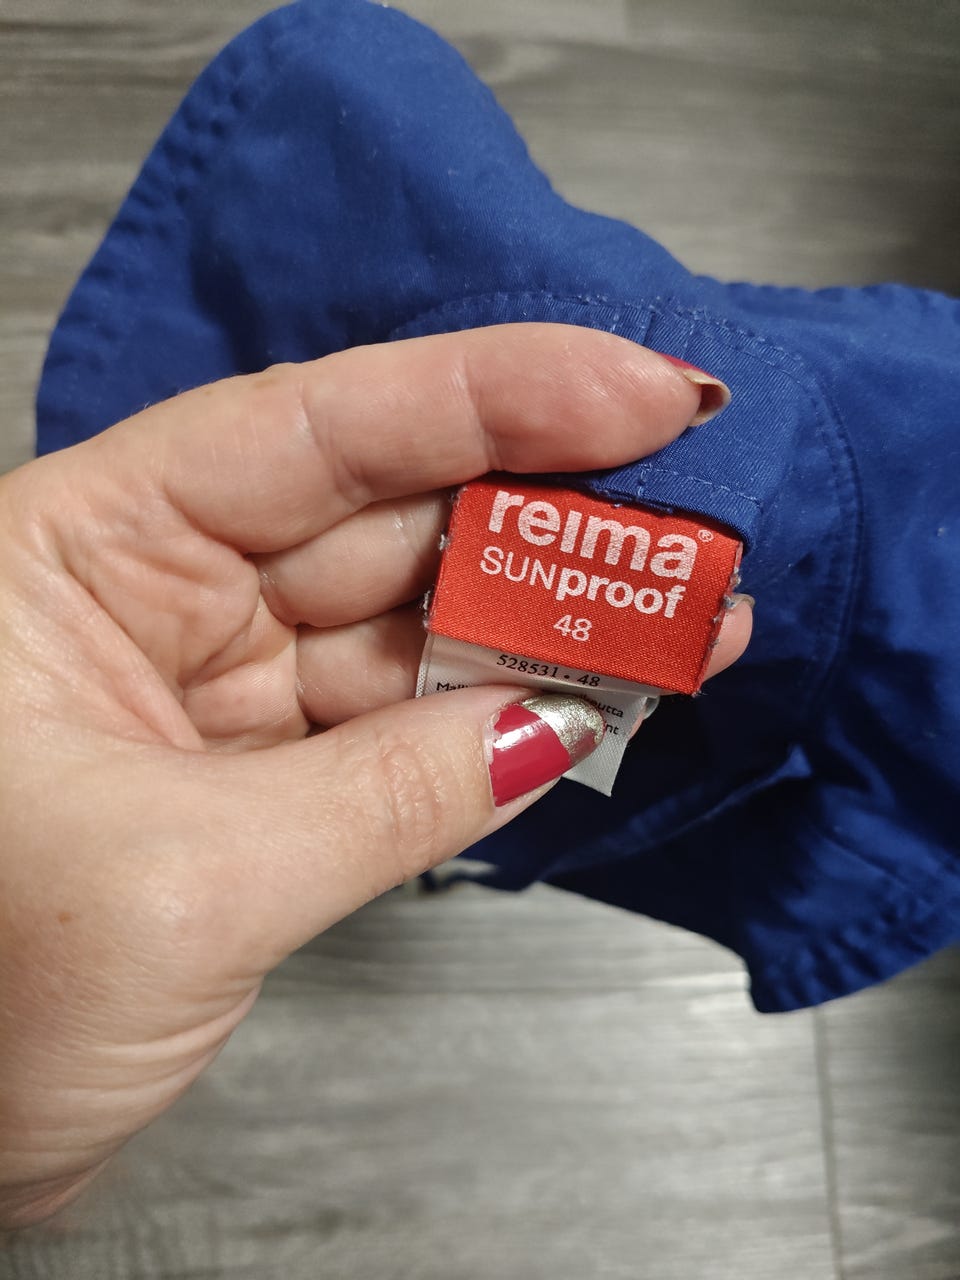 reima®
SUNproof
48
528531 • 48